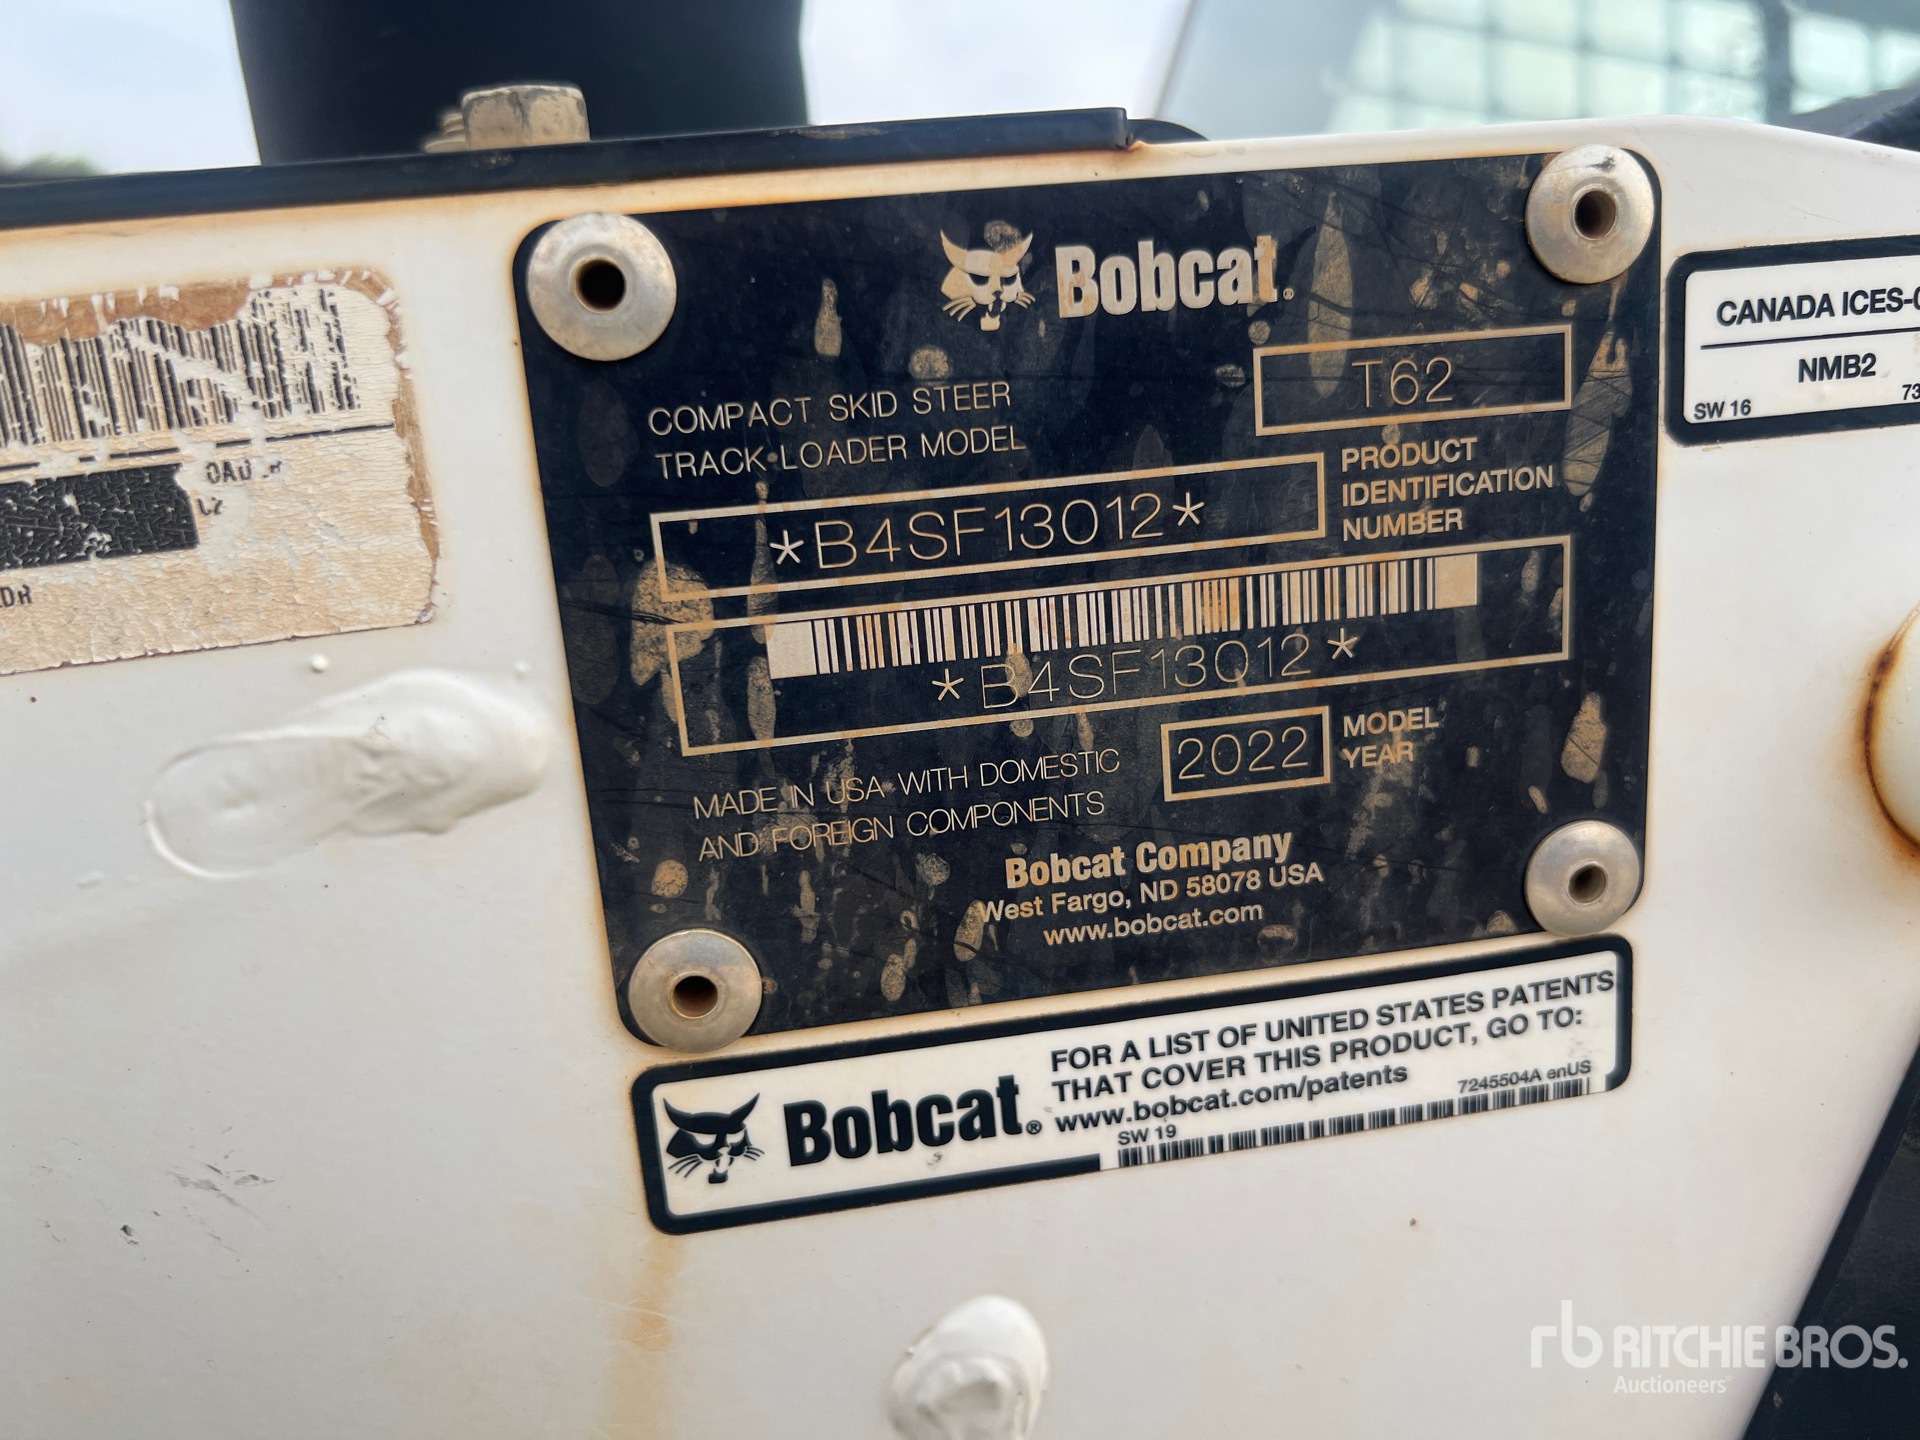 Bobcat.
COMPACT SKID STEER
TRACK LOADER MODEL
T62
*B4SF13012*
PRODUCT
IDENTIFICATION
NUMBER
*B4SF13012*
MADE IN USA WITH DOMESTIC
AND FOREIGN COMPONENTS
2022
MODEL
YEAR
Bobcat Company
West Fargo, ND 58078 USA
www.bobcat.com
Bobcat®
FOR A LIST OF UNITED STATES PATENTS
THAT COVER THIS PRODUCT, GO TO:
www.bobcat.com/patents
7245504A enUS
SW 19
CANADA ICES-
NMB2
SW 16
73
rb RITCHIE BROS.
Auctioneers